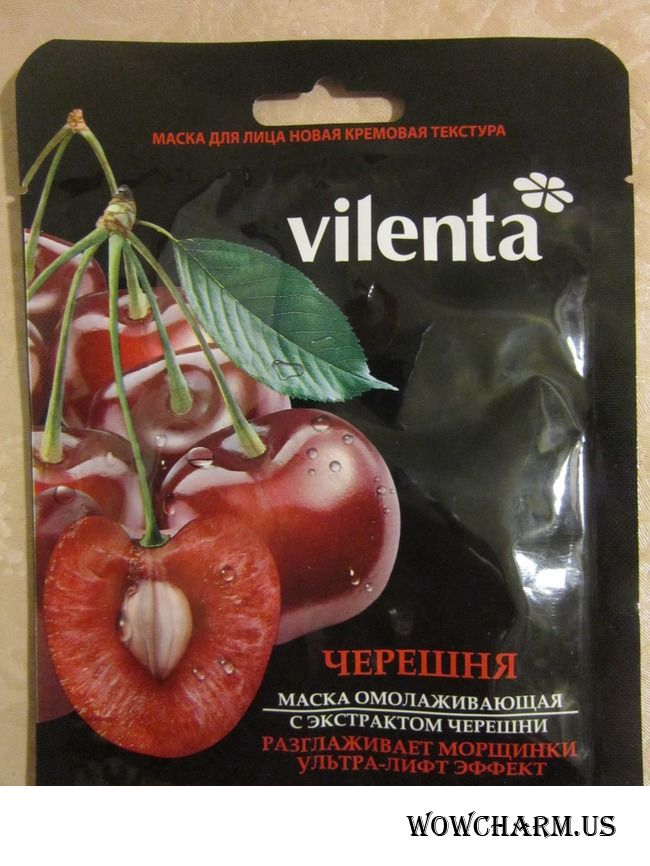 МАСКА ДЛЯ ЛИЦА НОВАЯ КРЕМОВАЯ ТЕКСТУРА
vilenta
ЧЕРЕШНЯ
МАСКА ОМОЛАЖИВАЮЩАЯ
С ЭКСТРАКТОМ ЧЕРЕШНИ
РАЗГЛАЖИВАЕТ МОРЩИНКИ
УЛЬТРА-ЛИФТ ЭФФЕКТ
WOWCHARM.US